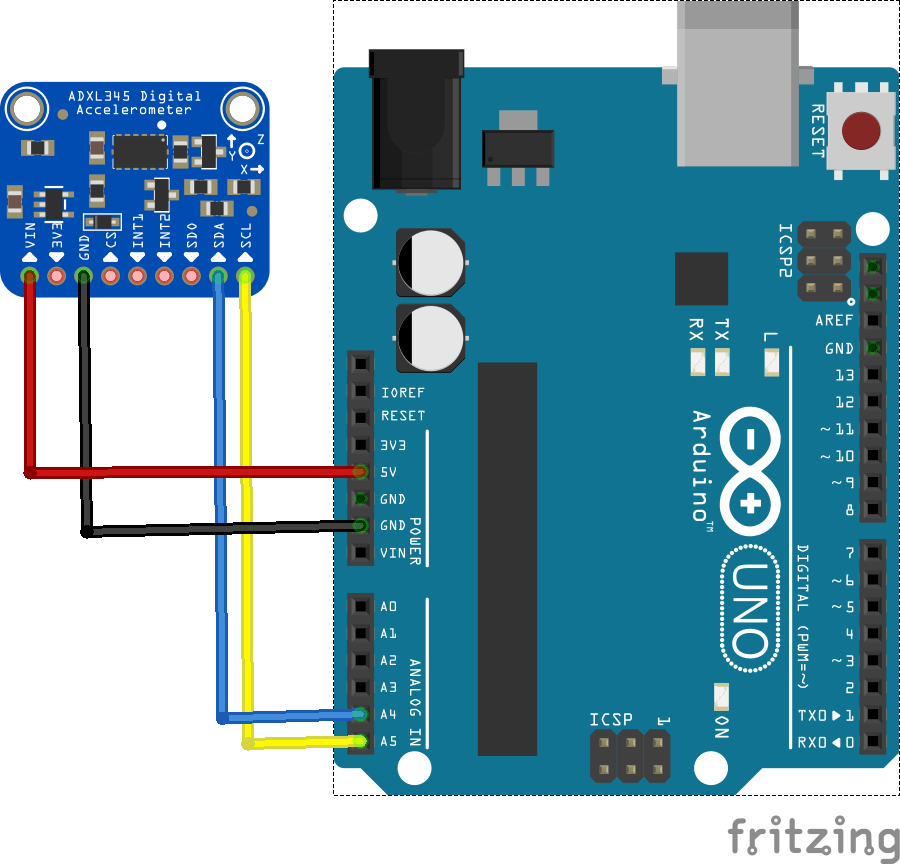 ADXL345 Digital
Accelerometer
Z
Y
X
VIN
3V3
GND
CS
INT1
INT2
SDO
SDA
SCL
RESET
ICSP2
AREF
GND
13
12
~11
~10
~9
8
RX
TX
L
IOREF
RESET
3V3
5V
GND
GND
VIN
POWER
Arduino™
UNO
DIGITAL (PWM=~)
7
~6
~5
4
~3
2
TX0▶1
RX0◀0
A0
A1
A2
A3
A4
A5
ANALOG IN
ICSP
1
ON
fritzing